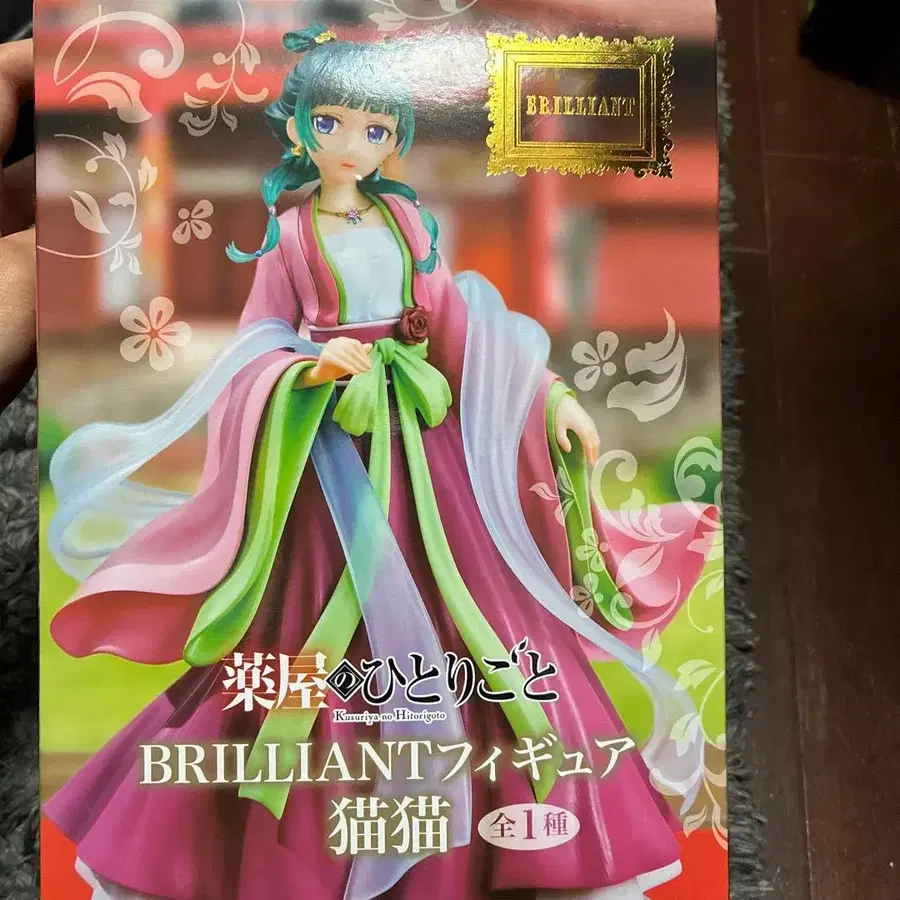 BRILLIANT
薬屋のひとりごと
Kusuriya no Hitorigoto
BRILLIANTフィギュア
猫猫 全1種